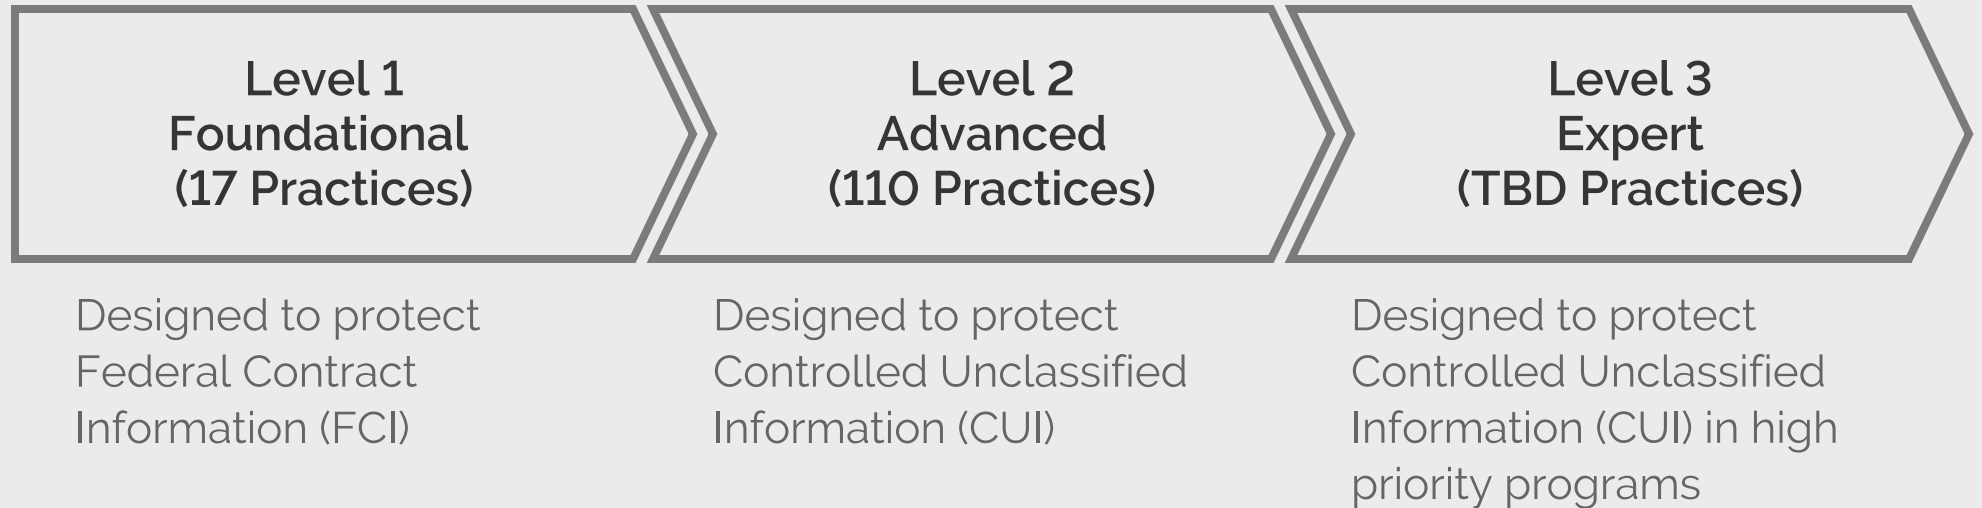 Level 1
Foundational
(17 Practices)
Designed to protect
Federal Contract
Information (FCI)
Level 2
Advanced
(110 Practices)
Designed to protect
Controlled Unclassified
Information (CUI)
Level 3
Expert
(TBD Practices)
Designed to protect
Controlled Unclassified
Information (CUI) in high
priority programs